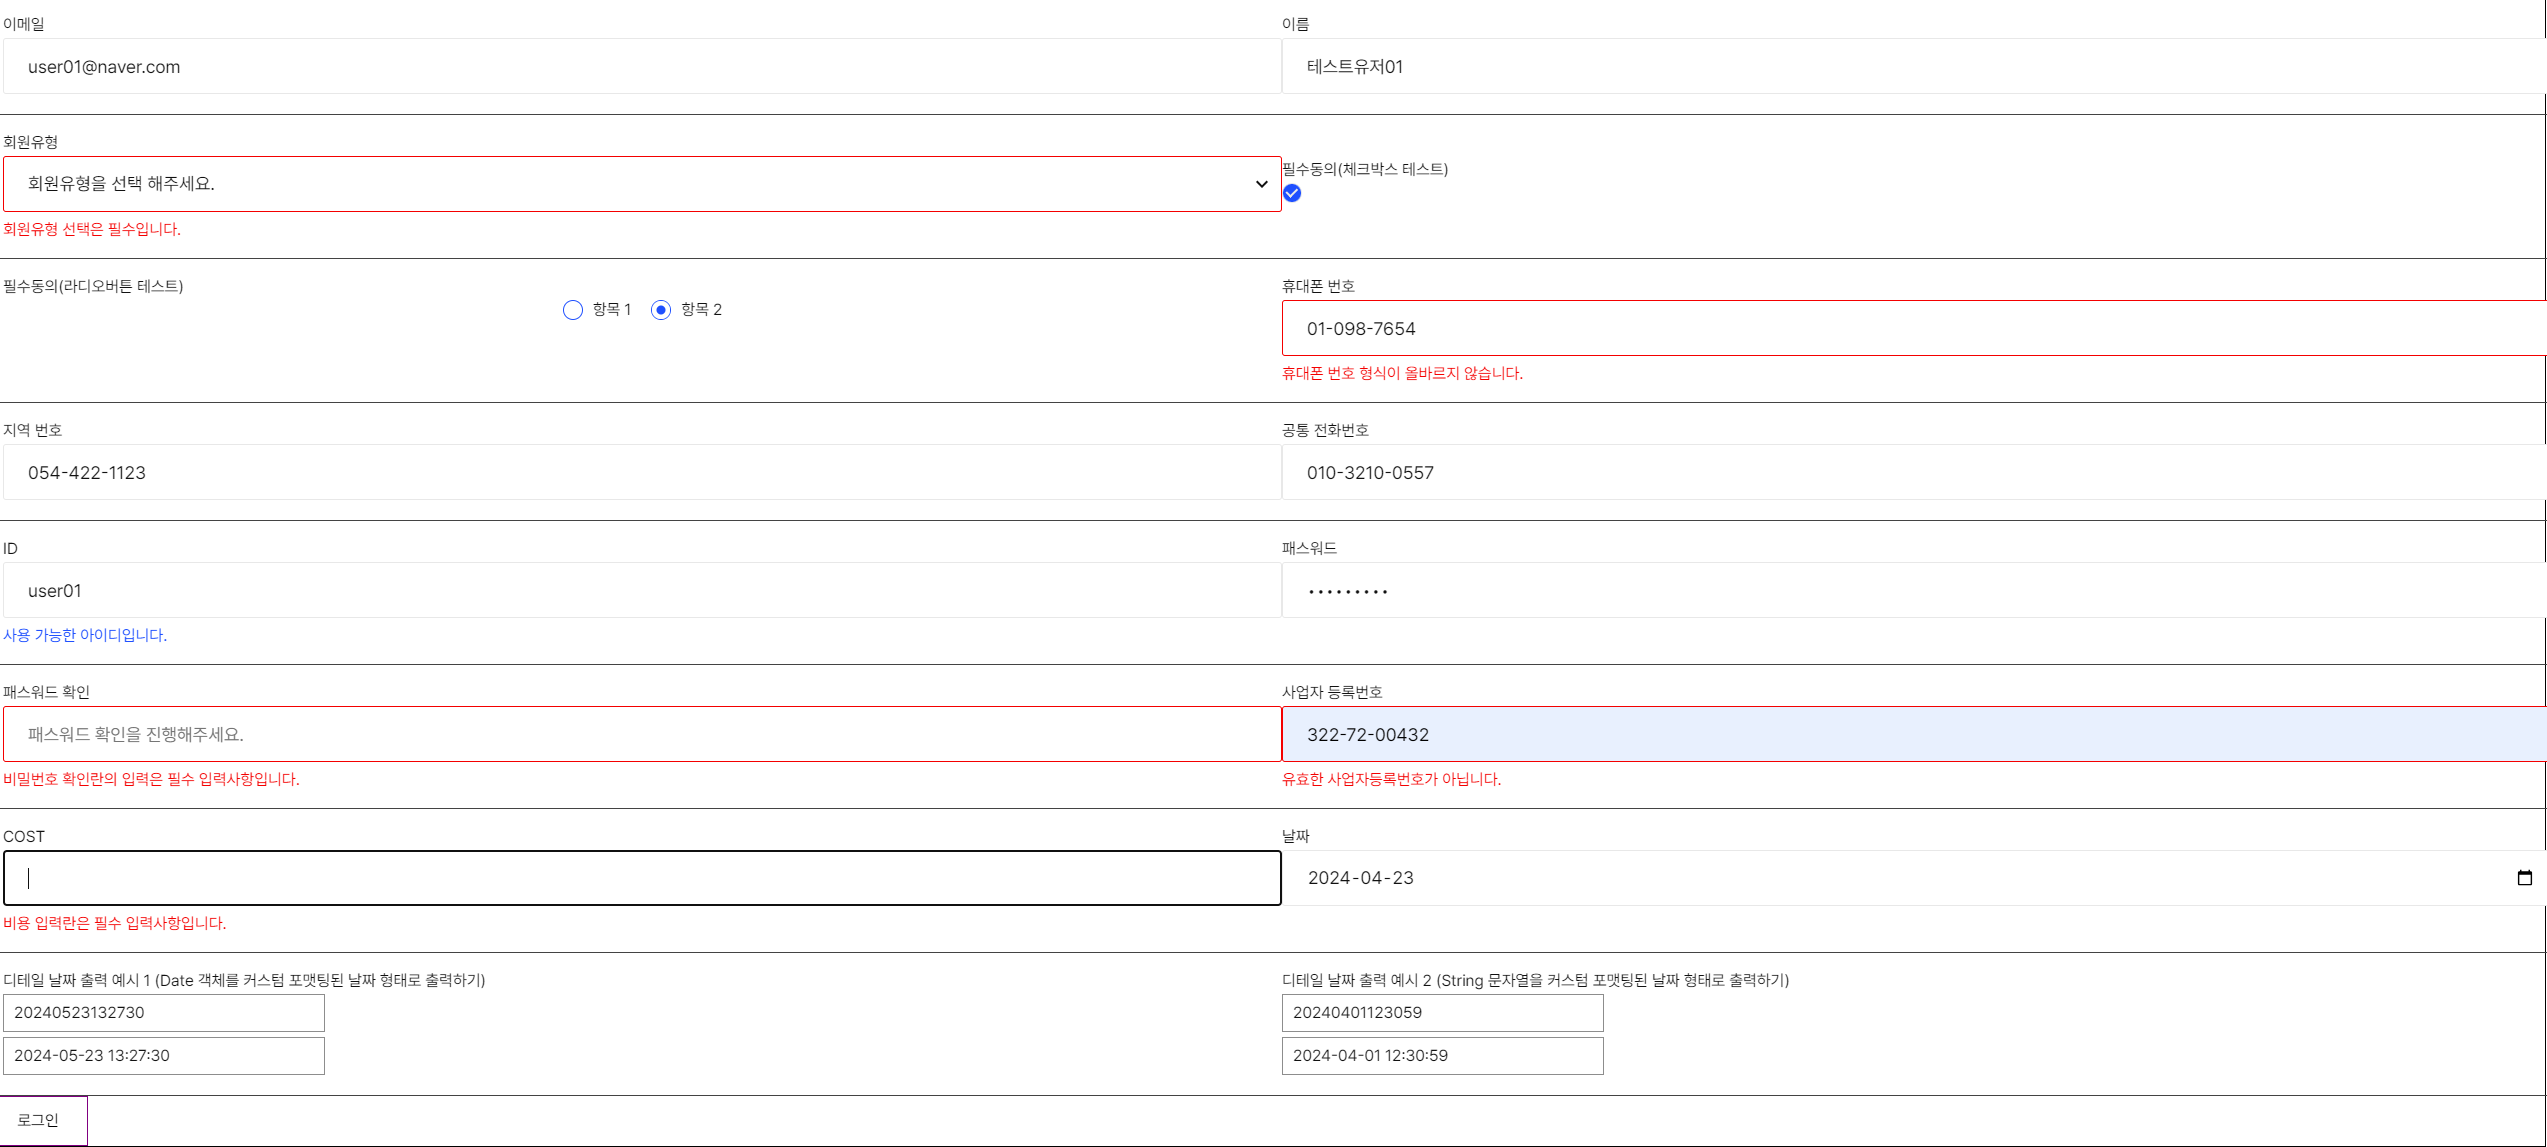 이메일
user01@naver.com
이름
테스트유저01
회원유형
회원유형을 선택 해주세요.
회원유형 선택은 필수입니다.
필수동의(체크박스 테스트)
필수동의(라디오버튼 테스트)
항목 1 항목 2
휴대폰 번호
01-098-7654
휴대폰 번호 형식이 올바르지 않습니다.
지역 번호
054-422-1123
공통 전화번호
010-3210-0557
ID
user01
사용 가능한 아이디입니다.
패스워드
•••••••••
패스워드 확인
패스워드 확인을 진행해주세요.
비밀번호 확인란의 입력은 필수 입력사항입니다.
사업자 등록번호
322-72-00432
유효한 사업자등록번호가 아닙니다.
COST
비용 입력란은 필수 입력사항입니다.
날짜
2024-04-23
디테일 날짜 출력 예시 1 (Date 객체를 커스텀 포맷팅된 날짜 형태로 출력하기)
20240523132730
2024-05-23 13:27:30
디테일 날짜 출력 예시 2 (String 문자열을 커스텀 포맷팅된 날짜 형태로 출력하기)
20240401123059
2024-04-01 12:30:59
로그인